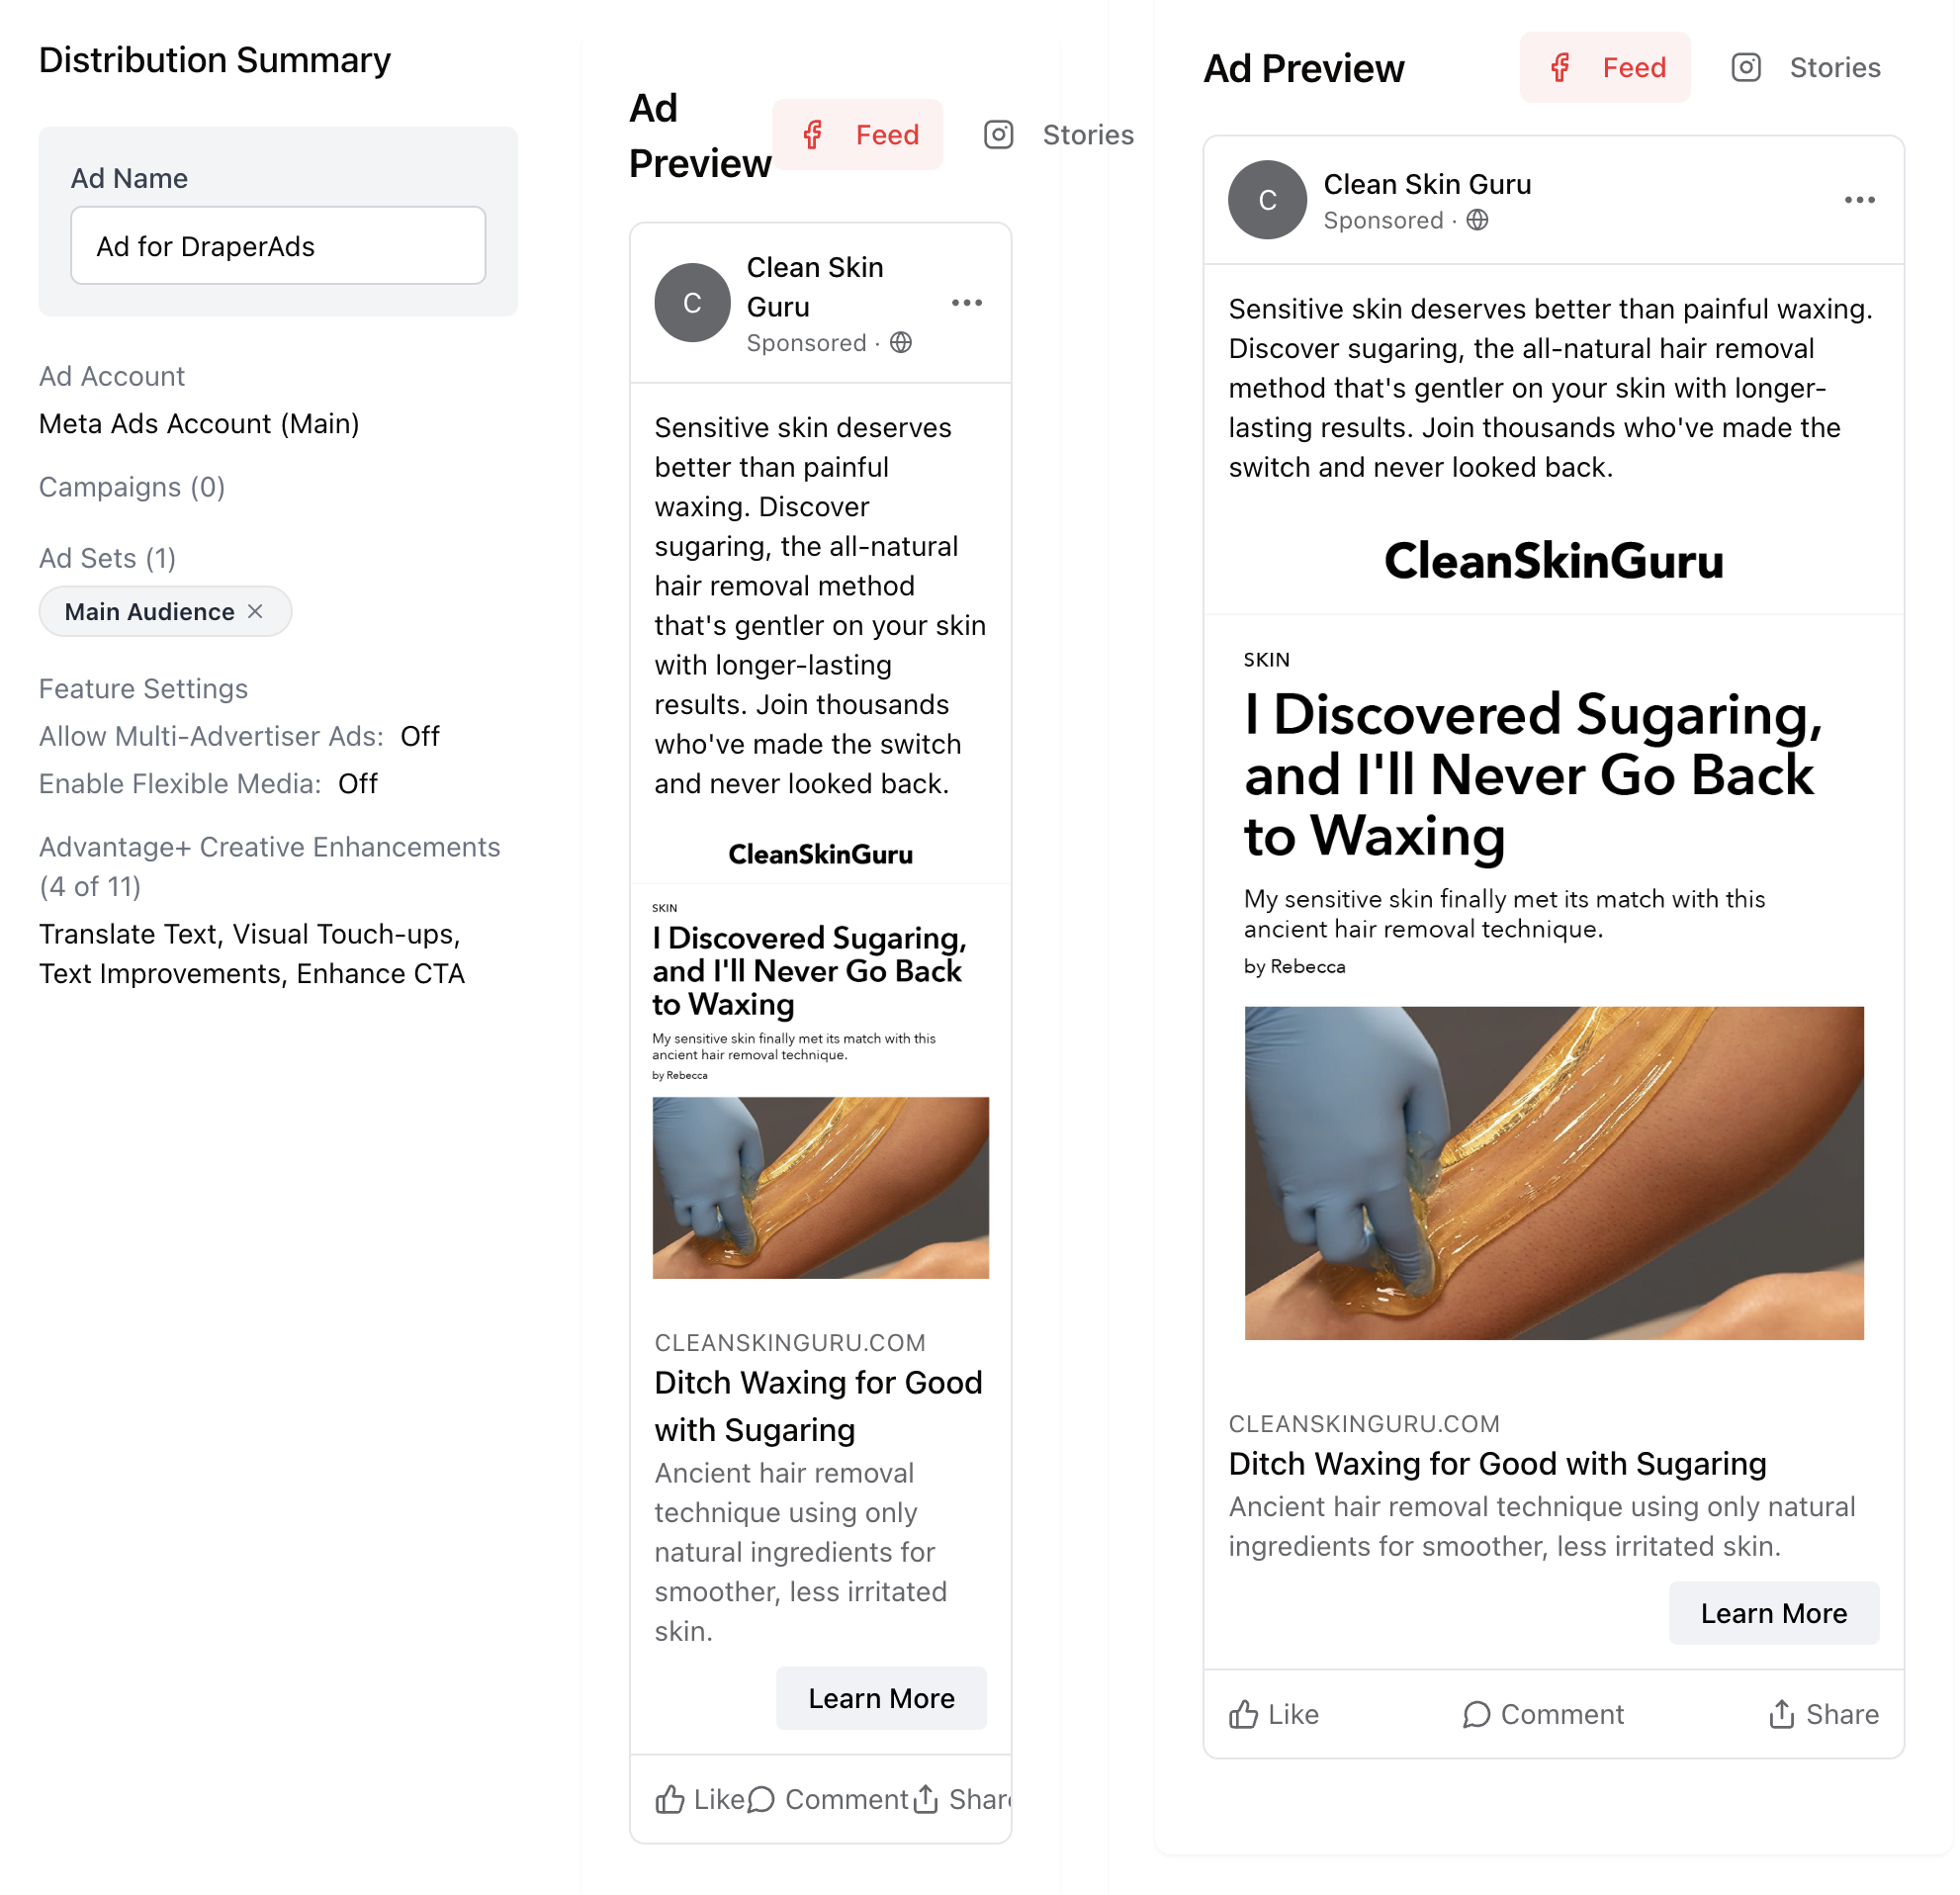 Distribution Summary
Ad Name
Ad for DraperAds
Ad Account
Meta Ads Account (Main)
Campaigns (0)
Ad Sets (1)
Main Audience
Feature Settings
Allow Multi-Advertiser Ads: Off
Enable Flexible Media: Off
Advantage+ Creative Enhancements
(4 of 11)
Translate Text, Visual Touch-ups,
Text Improvements, Enhance CTA
Ad
Preview
Feed
Stories
C
Clean Skin
Guru
Sponsored ·
Sensitive skin deserves
better than painful
waxing. Discover
sugaring, the all-natural
hair removal method
that's gentler on your skin
with longer-lasting
results. Join thousands
who've made the switch
and never looked back.
CleanSkinGuru
SKIN
I Discovered Sugaring,
and I'll Never Go Back
to Waxing
My sensitive skin finally met its match with this
ancient hair removal technique.
by Rebecca
CLEANSKINGURU.COM
Ditch Waxing for Good
with Sugaring
Ancient hair removal
technique using only
natural ingredients for
smoother, less irritated
skin.
Learn More
Like Comment Share
Ad Preview
Feed
Stories
C
Clean Skin Guru
Sponsored ·
Sensitive skin deserves better than painful waxing.
Discover sugaring, the all-natural hair removal
method that's gentler on your skin with longer-
lasting results. Join thousands who've made the
switch and never looked back.
CleanSkinGuru
SKIN
I Discovered Sugaring,
and I'll Never Go Back
to Waxing
My sensitive skin finally met its match with this
ancient hair removal technique.
by Rebecca
CLEANSKINGURU.COM
Ditch Waxing for Good with Sugaring
Ancient hair removal technique using only natural
ingredients for smoother, less irritated skin.
Learn More
Like Comment Share